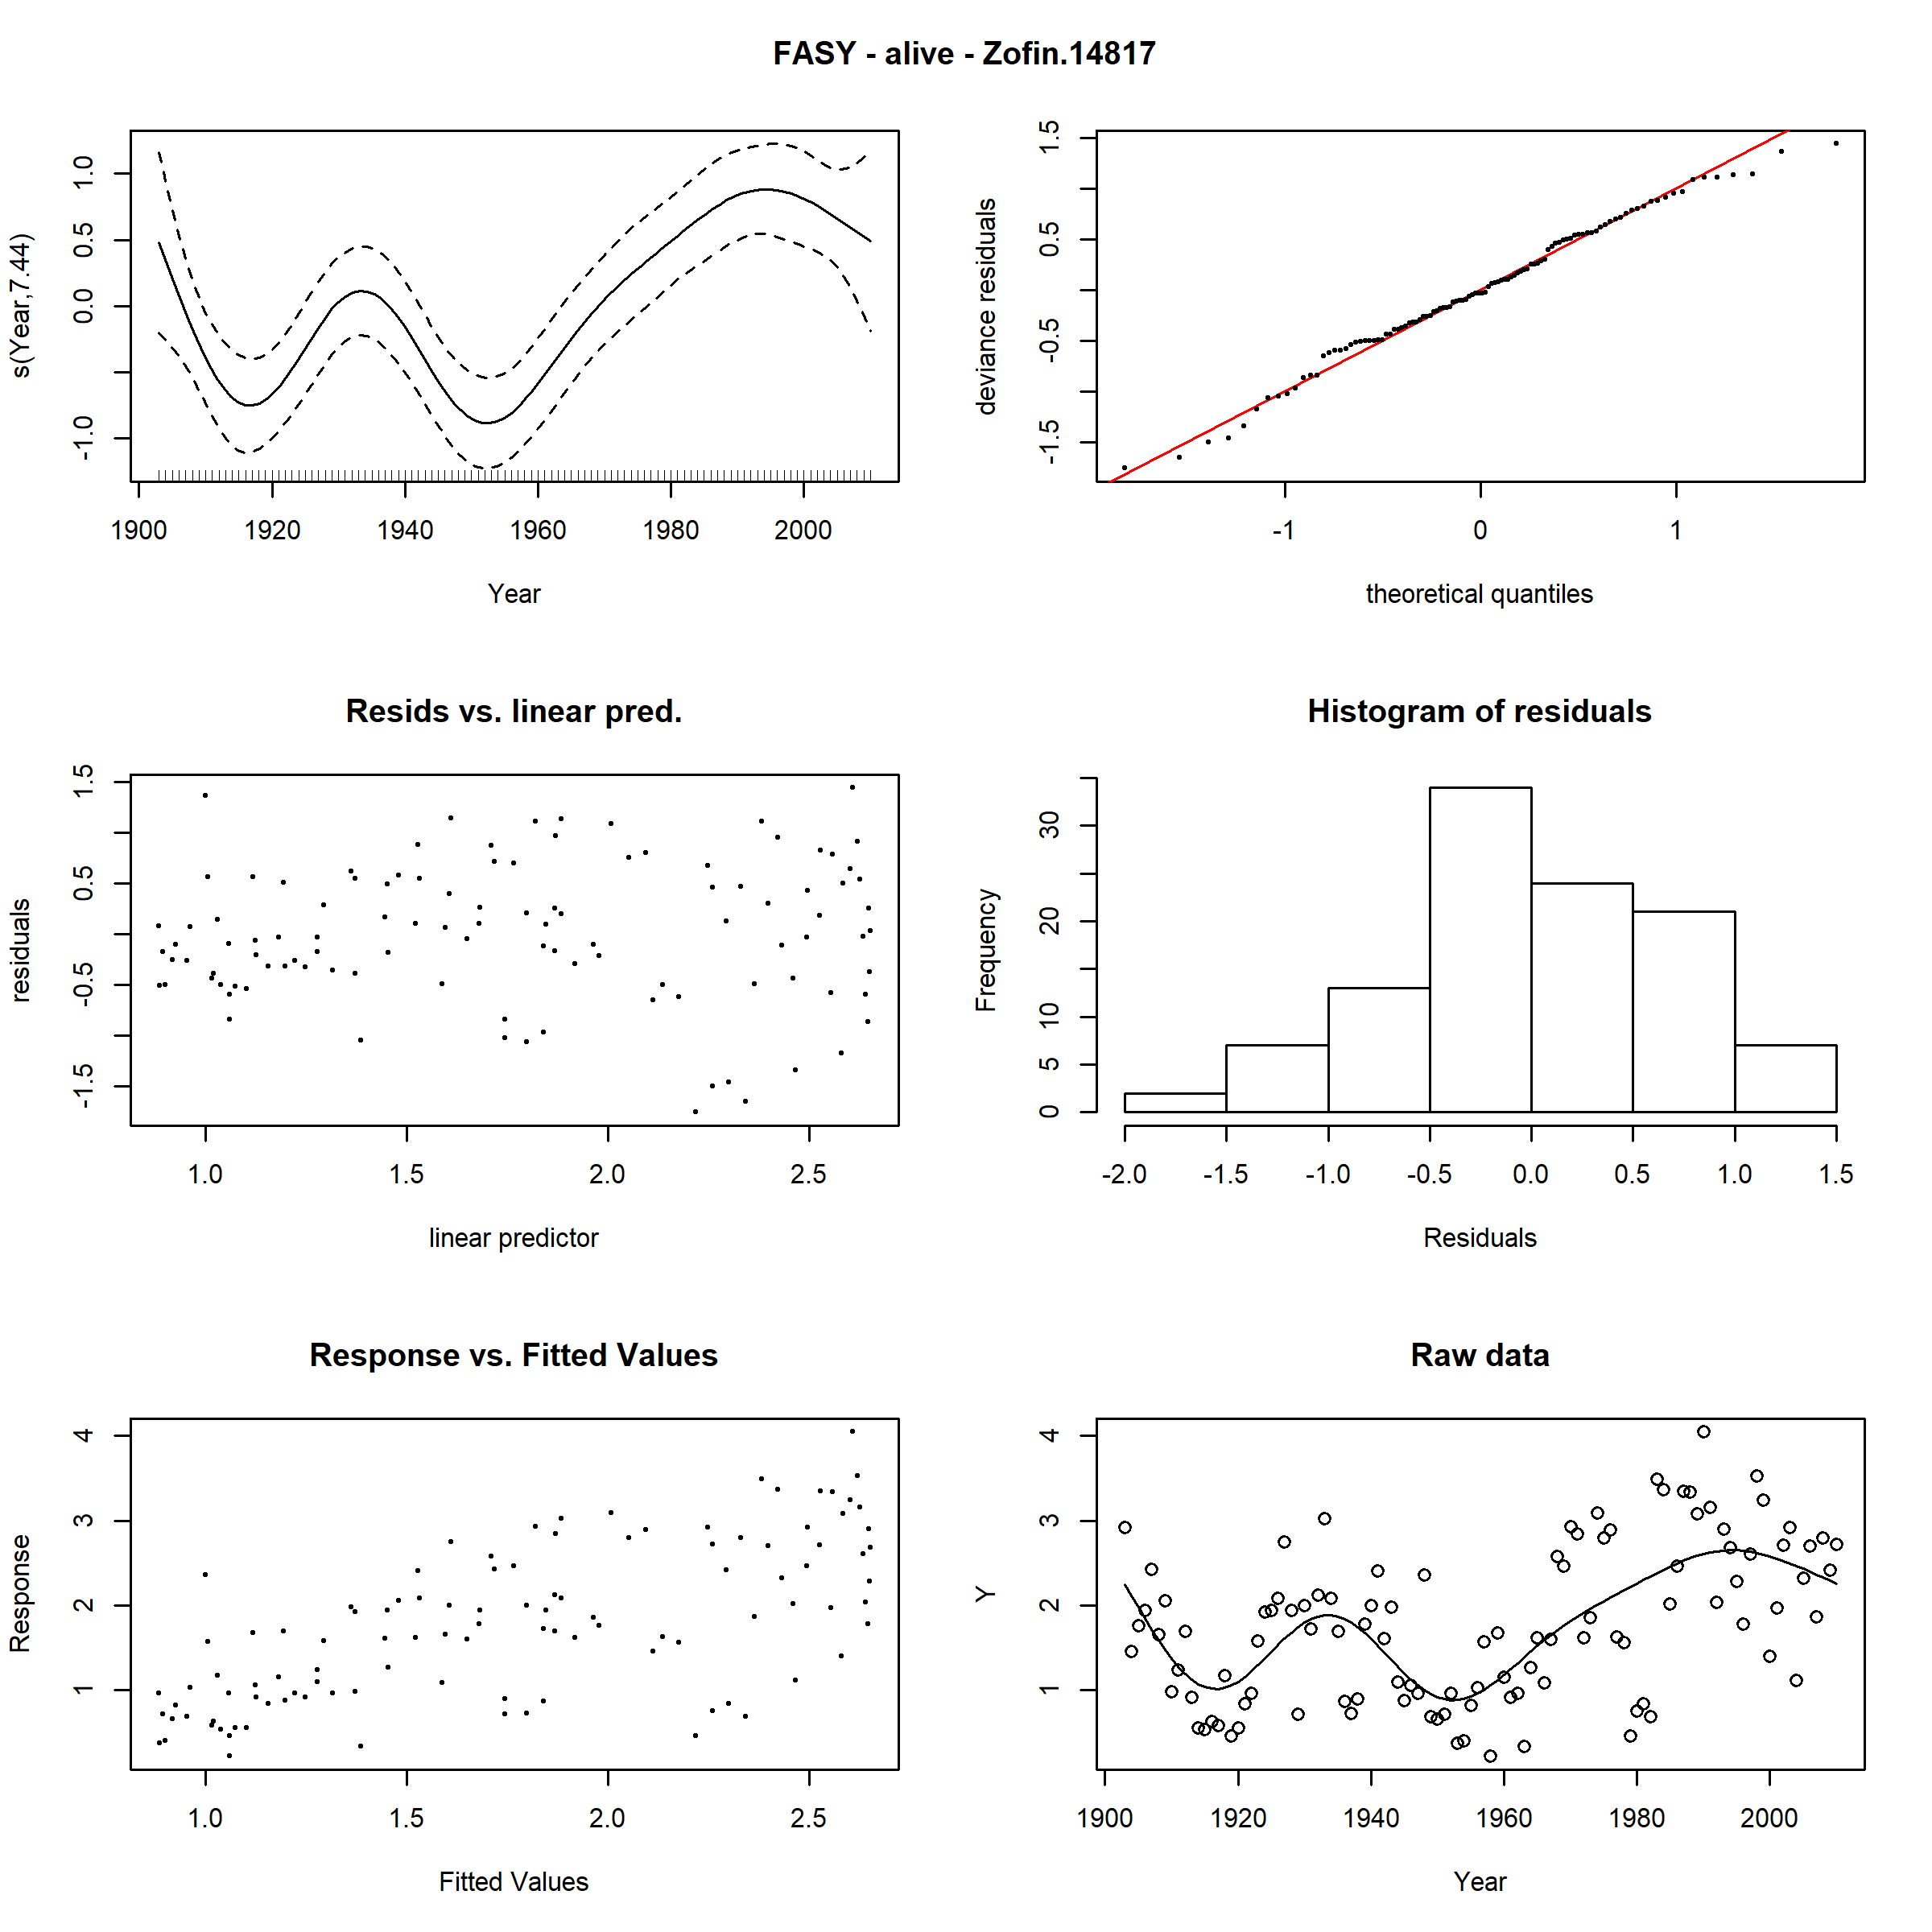 FASY - alive - Zofin.14817
s(Year,7.44)
-1.0 0.0 0.5 1.0
1900 1920 1940 1960 1980 2000
Year
deviance residuals
-1.5 -0.5 0.5 1.5
-1 0 1
theoretical quantiles
Resids vs. linear pred.
residuals
-1.5 -0.5 0.5 1.5
1.0 1.5 2.0 2.5
linear predictor
Histogram of residuals
Frequency
0 5 10 20 30
-2.0 -1.5 -1.0 -0.5 0.0 0.5 1.0 1.5
Residuals
Response vs. Fitted Values
Response
1 2 3 4
1.0 1.5 2.0 2.5
Fitted Values
Raw data
Y
1 2 3 4
1900 1920 1940 1960 1980 2000
Year